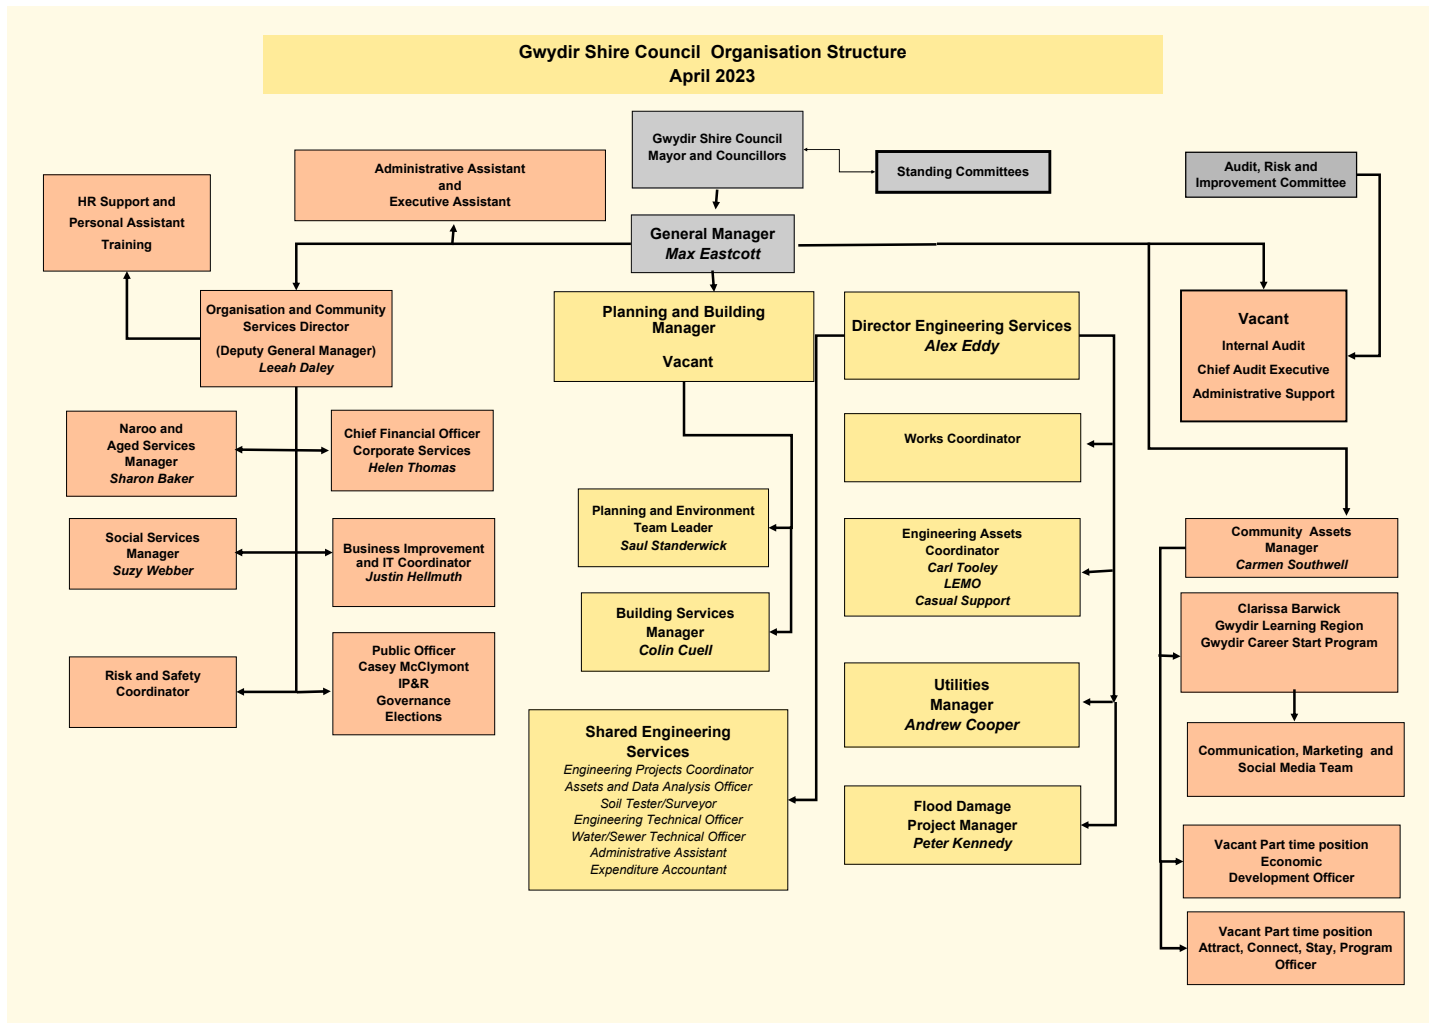 Gwydir Shire Council  Organisation Structure
April 2023
Gwydir Shire Council
Mayor and Councillors
Standing Committees
Audit, Risk and
Improvement Committee
Administrative Assistant
and
Executive Assistant
HR Support and
Personal Assistant
Training
General Manager
Max Eastcott
Organisation and Community
Services Director
(Deputy General Manager)
Leeah Daley
Planning and Building
Manager
Vacant
Director Engineering Services
Alex Eddy
Vacant
Internal Audit
Chief Audit Executive
Administrative Support
Naroo and
Aged Services
Manager
Sharon Baker
Chief Financial Officer
Corporate Services
Helen Thomas
Works Coordinator
Planning and Environment
Team Leader
Saul Standerwick
Social Services
Manager
Suzy Webber
Business Improvement
and IT Coordinator
Justin Hellmuth
Engineering Assets
Coordinator
Carl Tooley
LEMO
Casual Support
Community  Assets
Manager
Carmen Southwell
Building Services
Manager
Colin Cuell
Clarissa Barwick
Gwydir Learning Region
Gwydir Career Start Program
Risk and Safety
Coordinator
Public Officer
Casey McClymont
IP&R
Governance
Elections
Utilities
Manager
Andrew Cooper
Shared Engineering
Services
Engineering Projects Coordinator
Assets and Data Analysis Officer
Soil Tester/Surveyor
Engineering Technical Officer
Water/Sewer Technical Officer
Administrative Assistant
Expenditure Accountant
Communication, Marketing  and
Social Media Team
Flood Damage
Project Manager
Peter Kennedy
Vacant Part time position
Economic
Development Officer
Vacant Part time position
Attract, Connect, Stay, Program
Officer